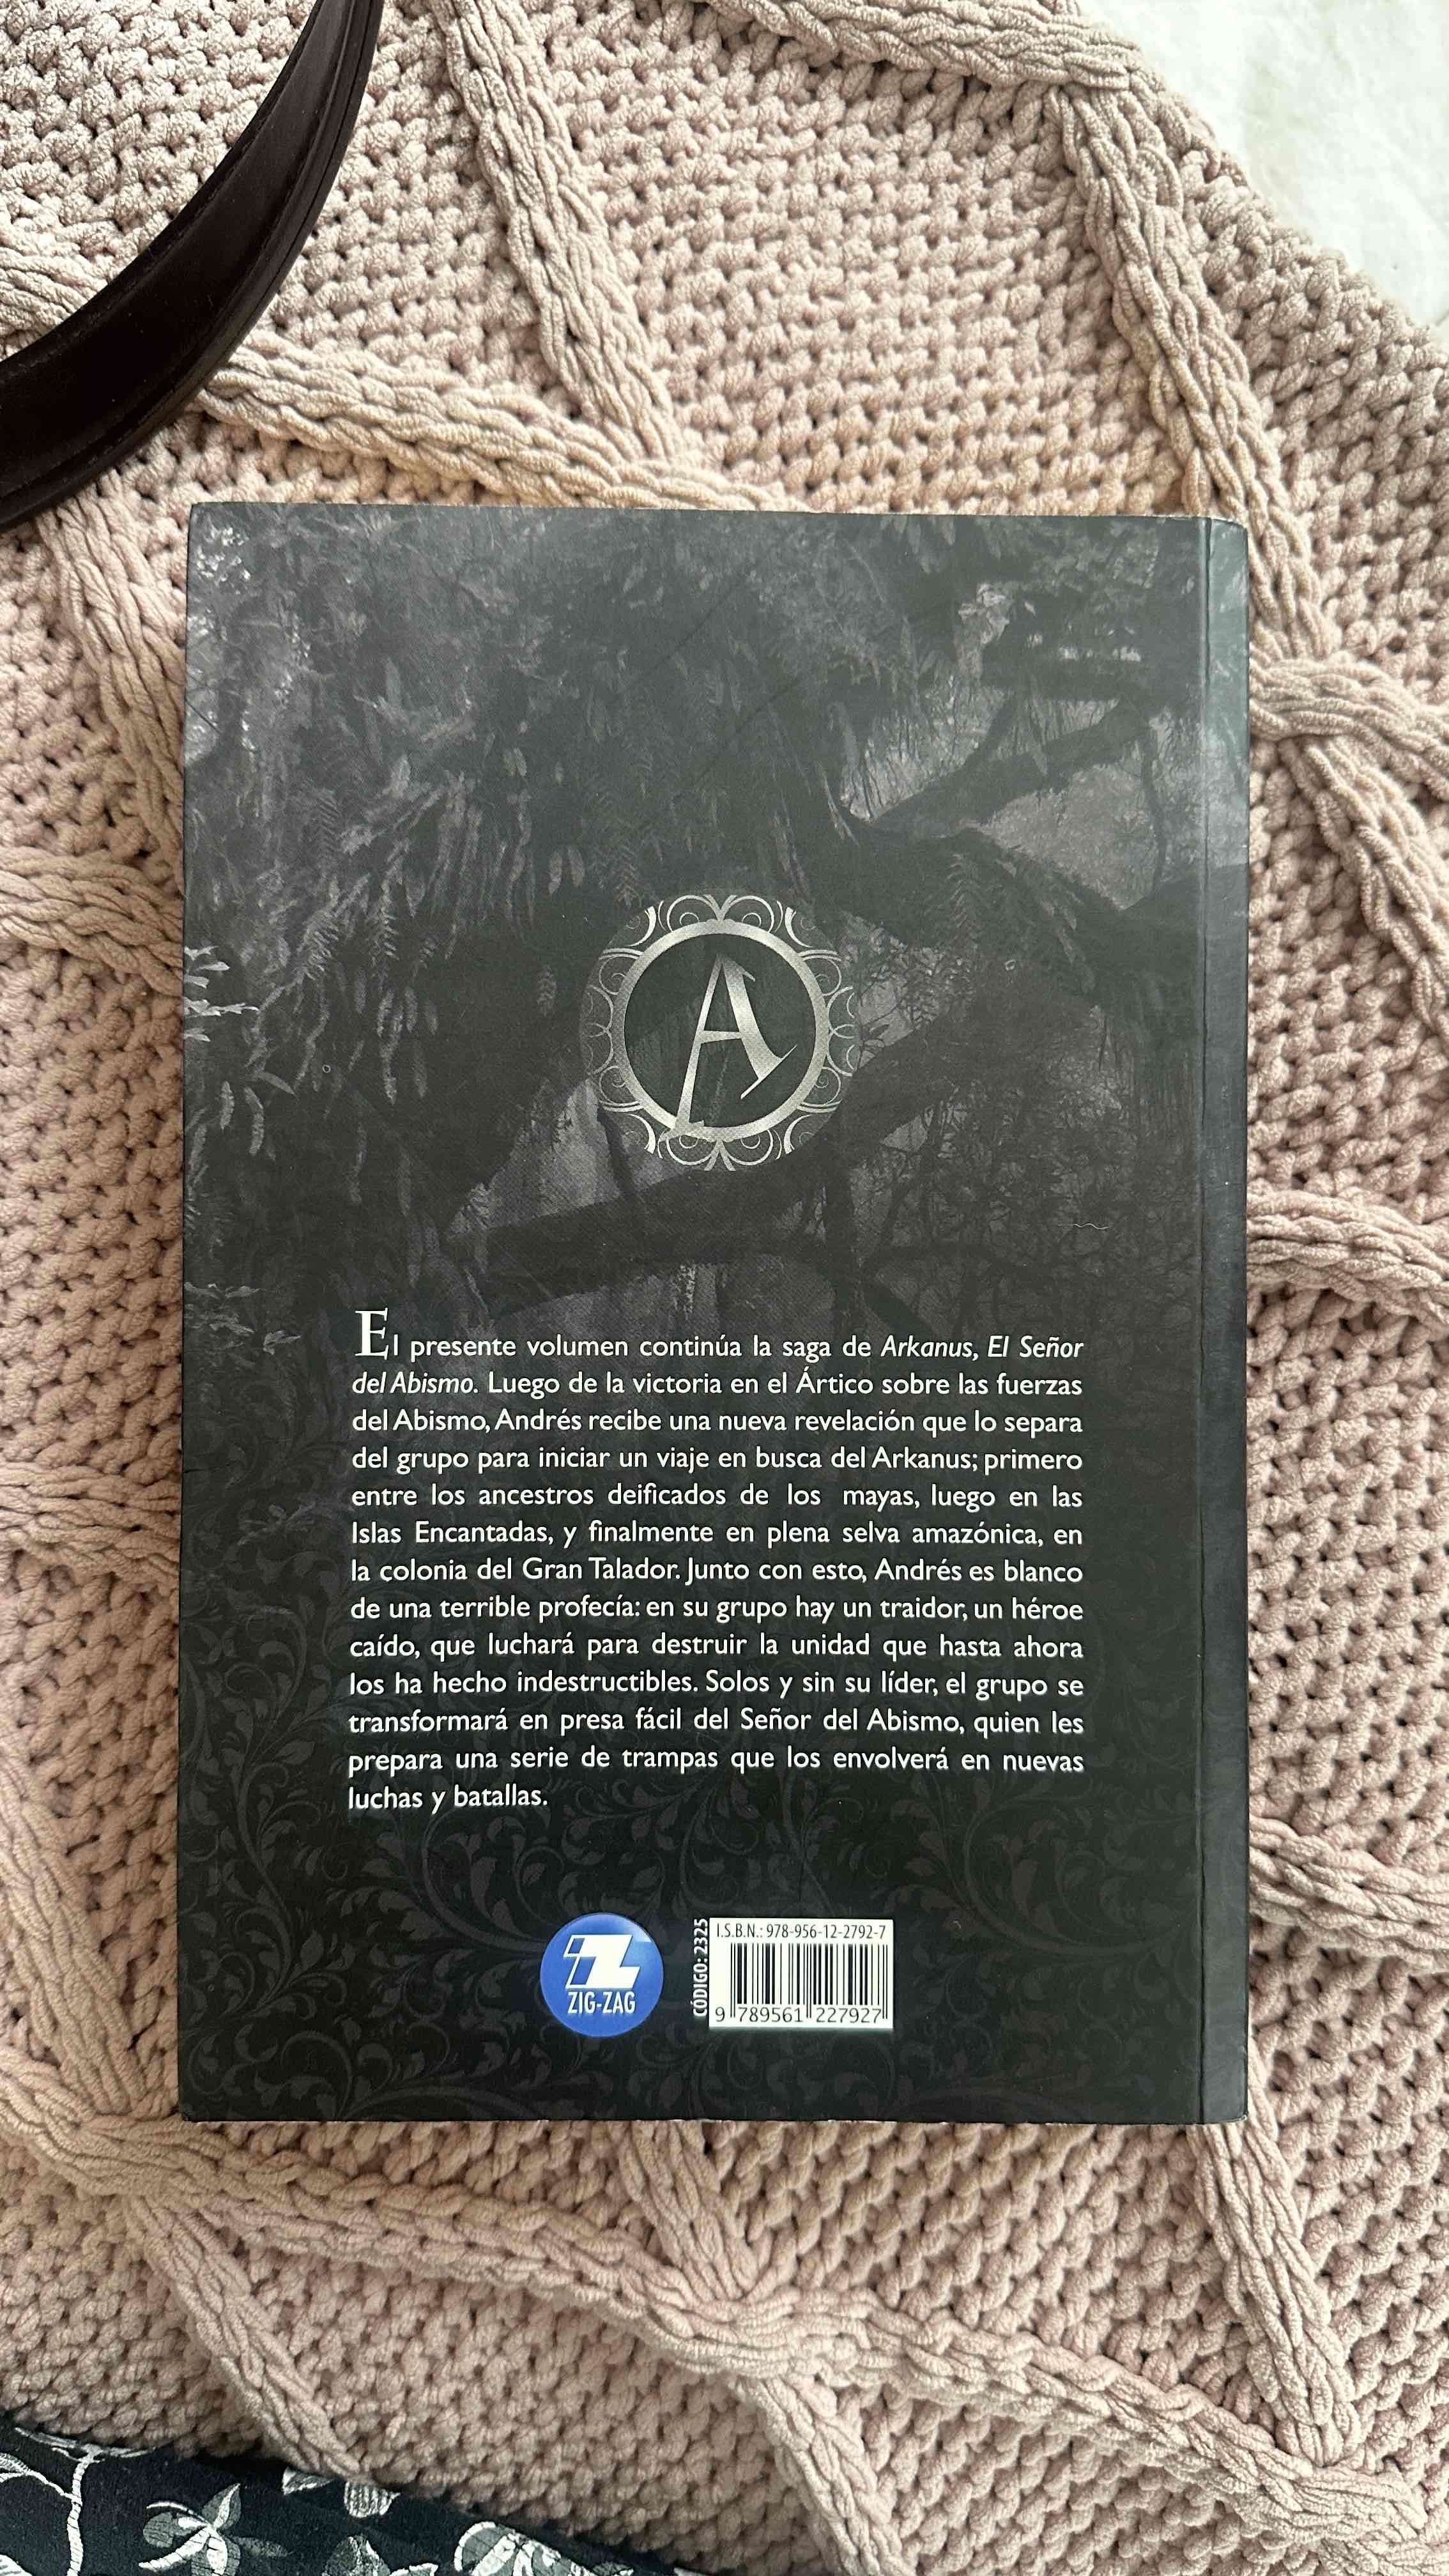 A
El presente volumen continúa la saga de Arkanus, El Señor
del Abismo. Luego de la victoria en el Ártico sobre las fuerzas
del Abismo, Andrés recibe una nueva revelación que lo separa
del grupo para iniciar un viaje en busca del Arkanus; primero
entre los ancestros deificados de los mayas, luego en las
Islas Encantadas, y finalmente en plena selva amazónica, en
la colonia del Gran Talador. Junto con esto, Andrés es blanco
de una terrible profecía: en su grupo hay un traidor, un héroe
caído, que luchará para destruir la unidad que hasta ahora
los ha hecho indestructibles. Solos y sin su líder, el grupo se
transformará en presa fácil del Señor del Abismo, quien les
prepara una serie de trampas que los envolverá en nuevas
luchas y batallas.
ZIG-ZAG
CÓDIGO: 2325
I.S.B.N.: 978-956-12-2792-7
9 789561 227927